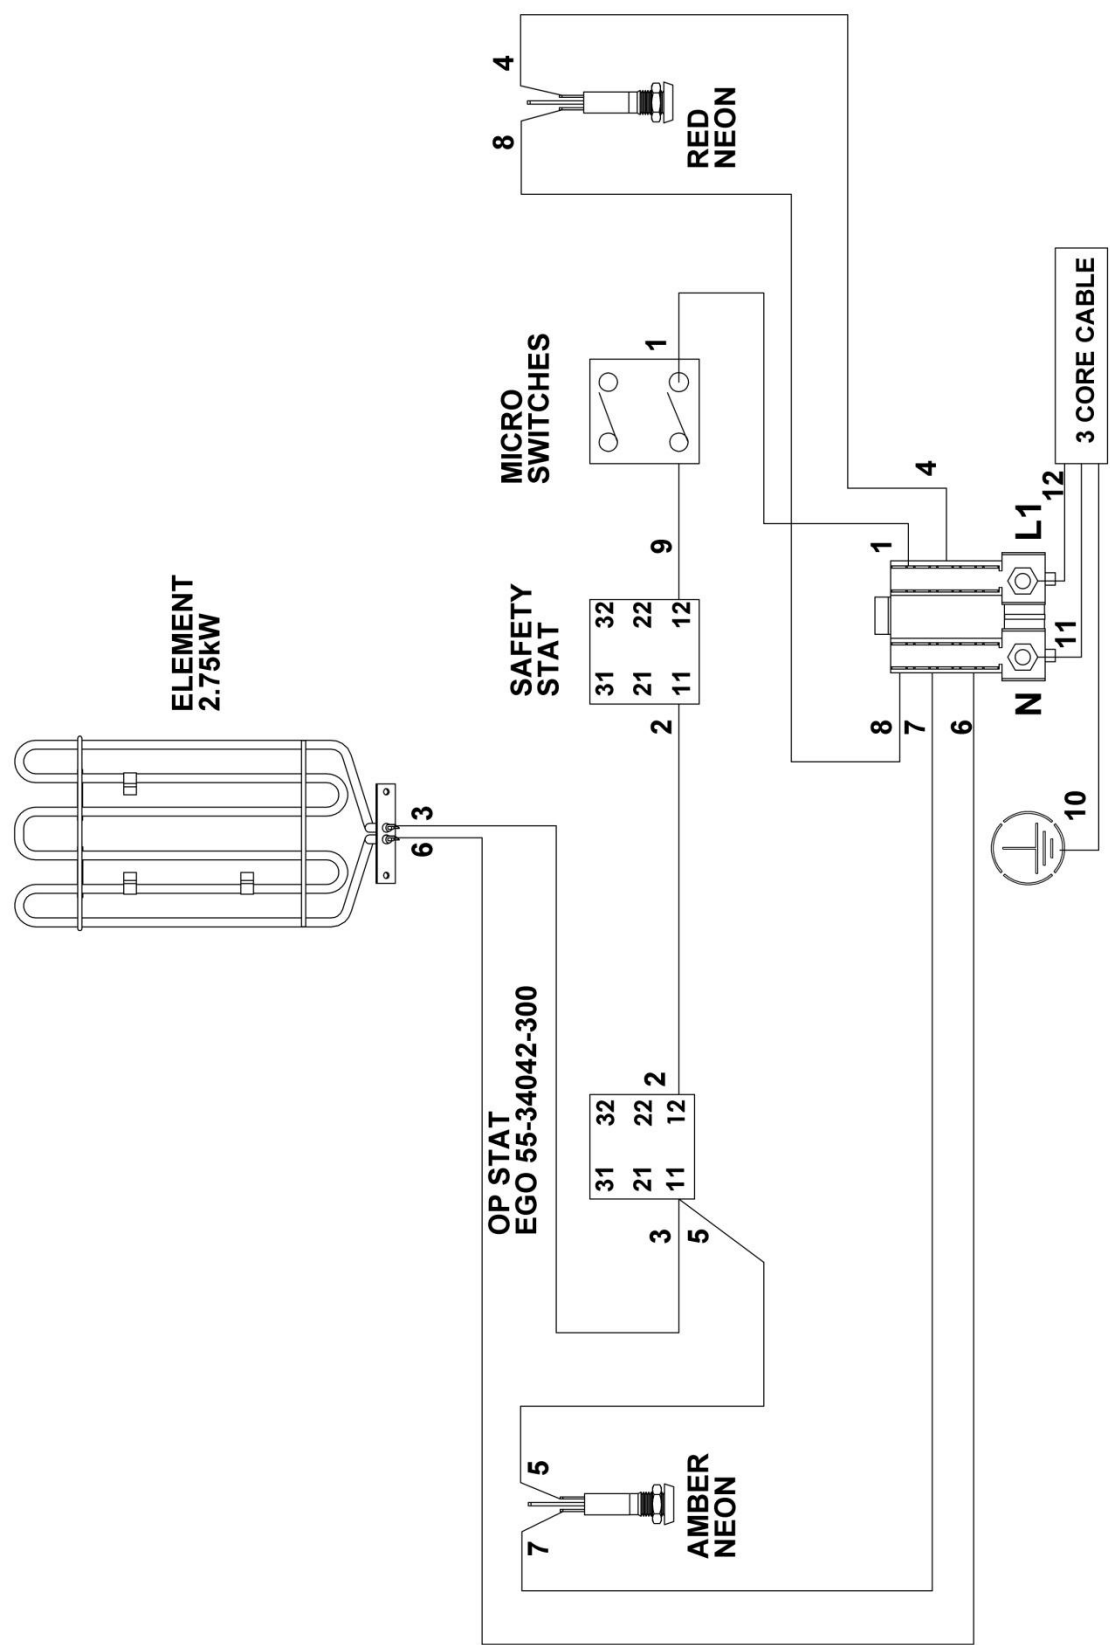 ELEMENT
2.75kW
6 3
7 5
OP STAT
EGO 55-34042-300
31 32
21 22
11 12
3
5
2
SAFETY
STAT
31 32
21 22
11 12
2
9
MICRO
SWITCHES
1
8 4
AMBER
NEON
RED
NEON
8
7
6
1
4
N
L1
10
11
12
3 CORE CABLE